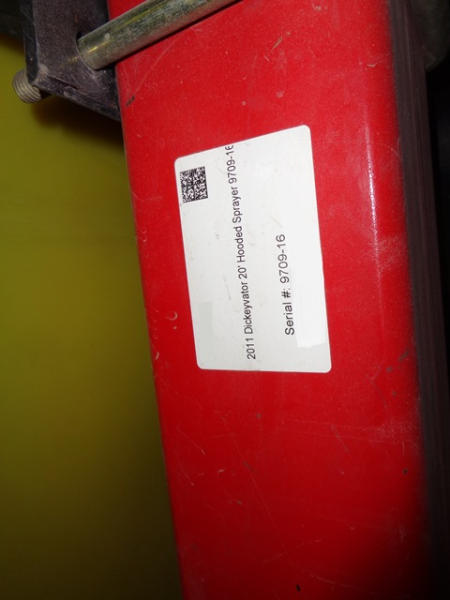 2011 Dickeyvator 20' Hooded Sprayer 9709-16
Serial #: 9709-16